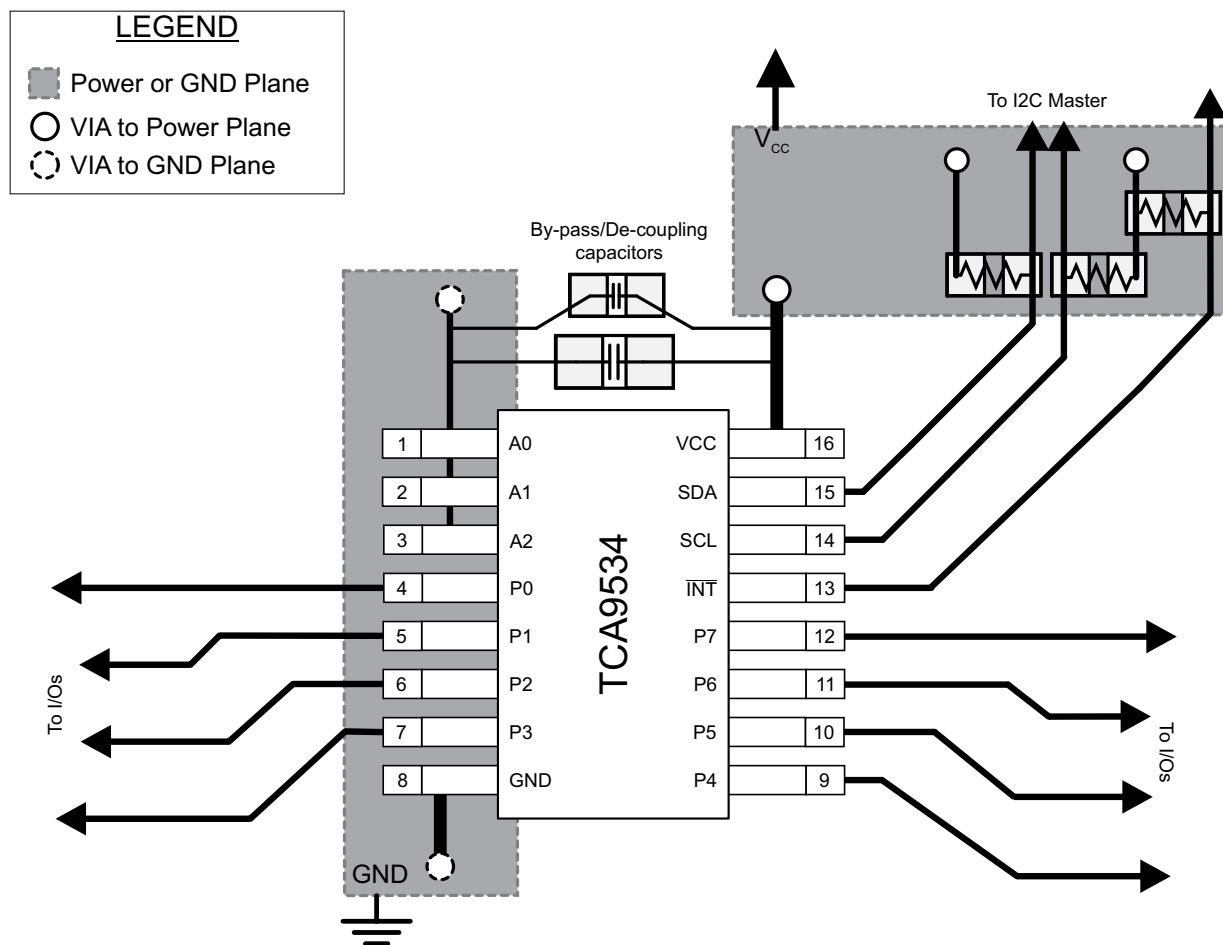 LEGEND
Power or GND Plane
VIA to Power Plane
VIA to GND Plane
To I2C Master
VCC
By-pass/De-coupling
capacitors
1 A0 VCC 16
2 A1 SDA 15
3 A2 SCL 14
4 P0 INT 13
5 P1 P7 12
6 P2 P6 11
7 P3 P5 10
8 GND P4 9
TCA9534
To I/Os
To I/Os
GND